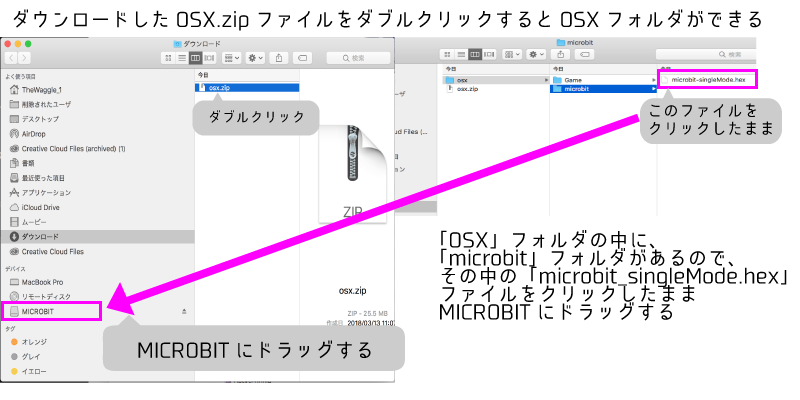 ダウンロードした OSX.zip ファイルをダブルクリックすると OSX フォルダができる
ダウンロード
検索
よく使う項目
TheWaggle_1
削除されたユーザ
デスクトップ
AirDrop
Creative Cloud Files (archived) (1)
書類
最近使った項目
アプリケーション
iCloud Drive
ムービー
ダウンロード
Creative Cloud Files
デバイス
MacBook Pro
リモートディスク
MICROBIT
タグ
オレンジ
グレイ
イエロー
今日
osx.zip
ダブルクリック
ZIP
osx.zip
ZIP - 25.5 MB
作成日 2018/03/13 11:0
MICROBIT にドラッグする
microbit
検索
今日
osx
osx.zip
今日
Game
microbit
今日
microbit-singleMode.hex
ーザ
d Files (...
目
ョン
このファイルを
クリックしたまま
「OSX」フォルダの中に、
「microbit」フォルダがあるので、
その中の「microbit_singleMode.hex」
ファイルをクリックしたまま
MICROBIT にドラッグする